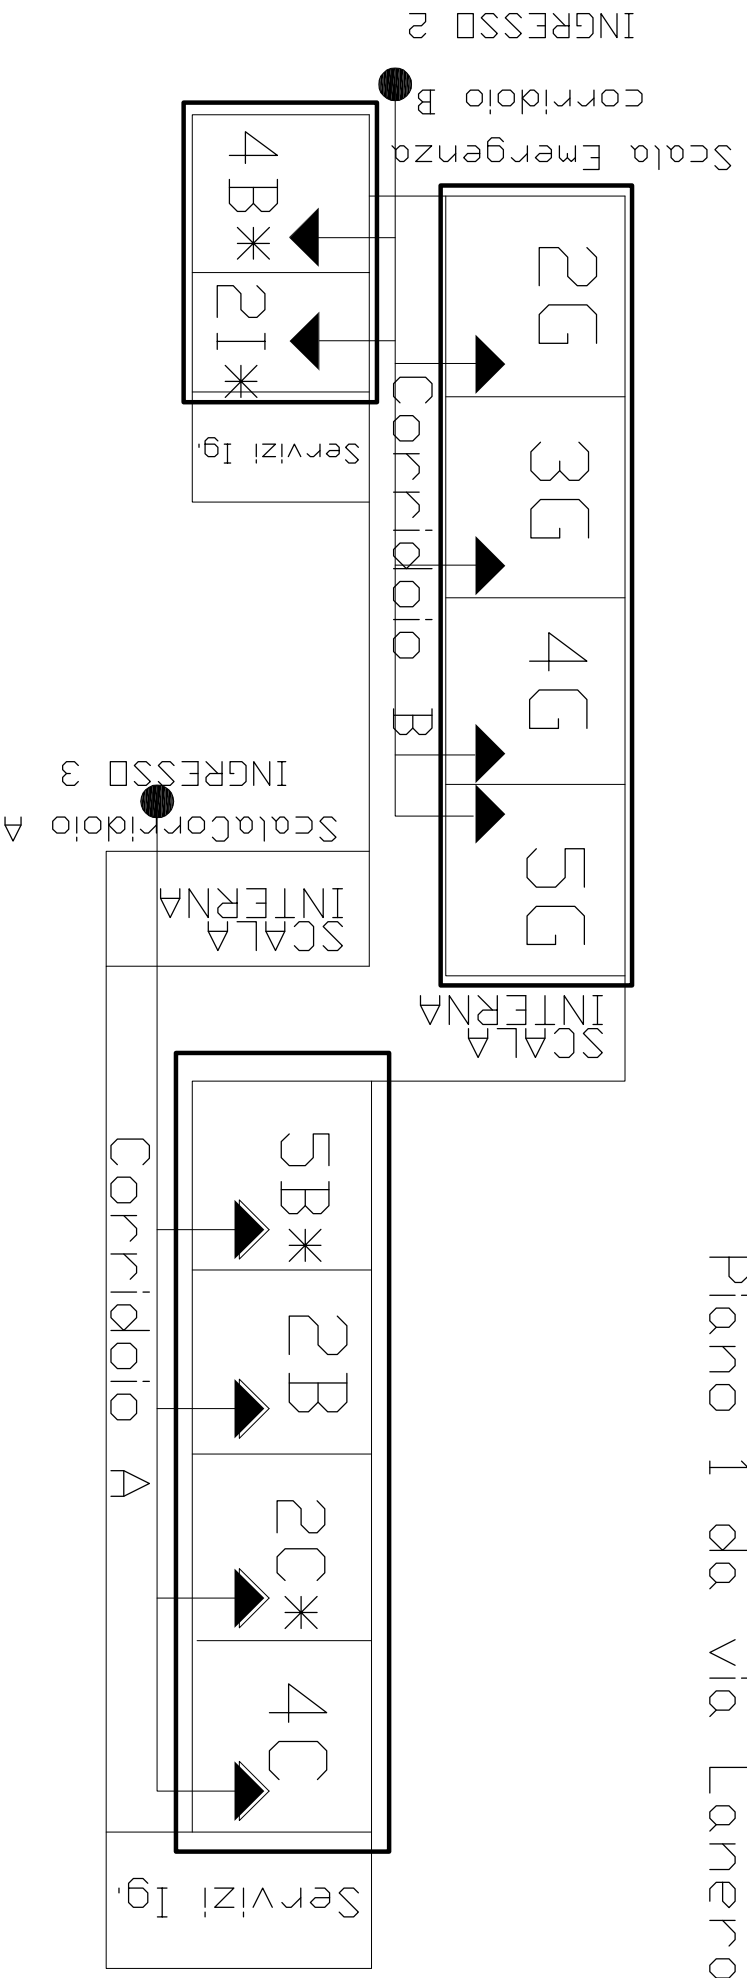 INGRESSO 2
corridoio B
Scala Emergenza
4B*
2I*
Servizi Ig.
2G
3G
4G
5G
Corridoio B
INGRESSO 3
ScalaCorridoio A
SCALA
INTERNA
SCALA
INTERNA
Corridoio A
5B*
2B
2C*
4C
Servizi Ig.
Piano 1 da via Lanero